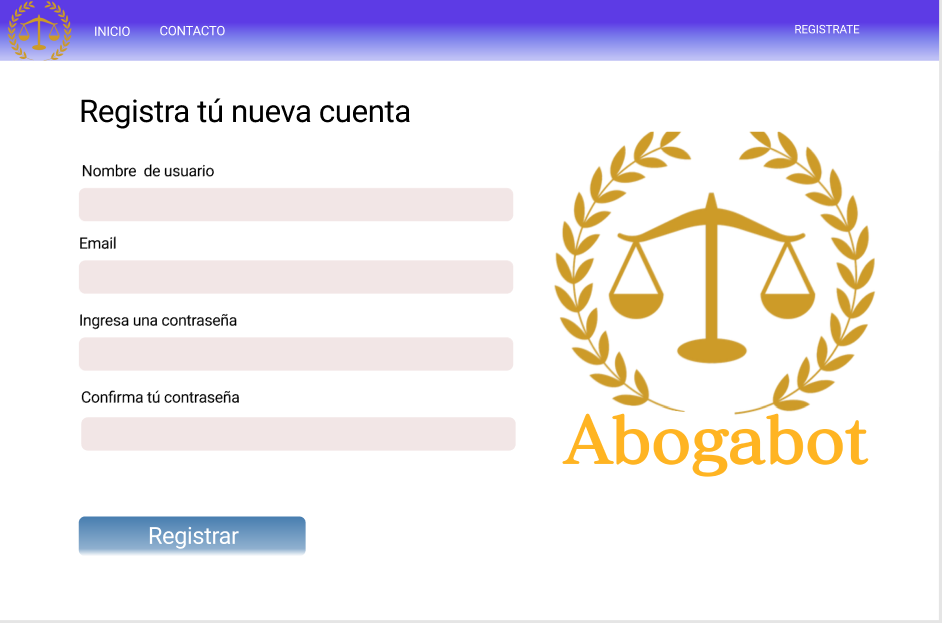 INICIO
CONTACTO
REGISTRATE
Registra tú nueva cuenta
Nombre de usuario
Email
Ingresa una contraseña
Confirma tú contraseña
Abogabot
Registrar